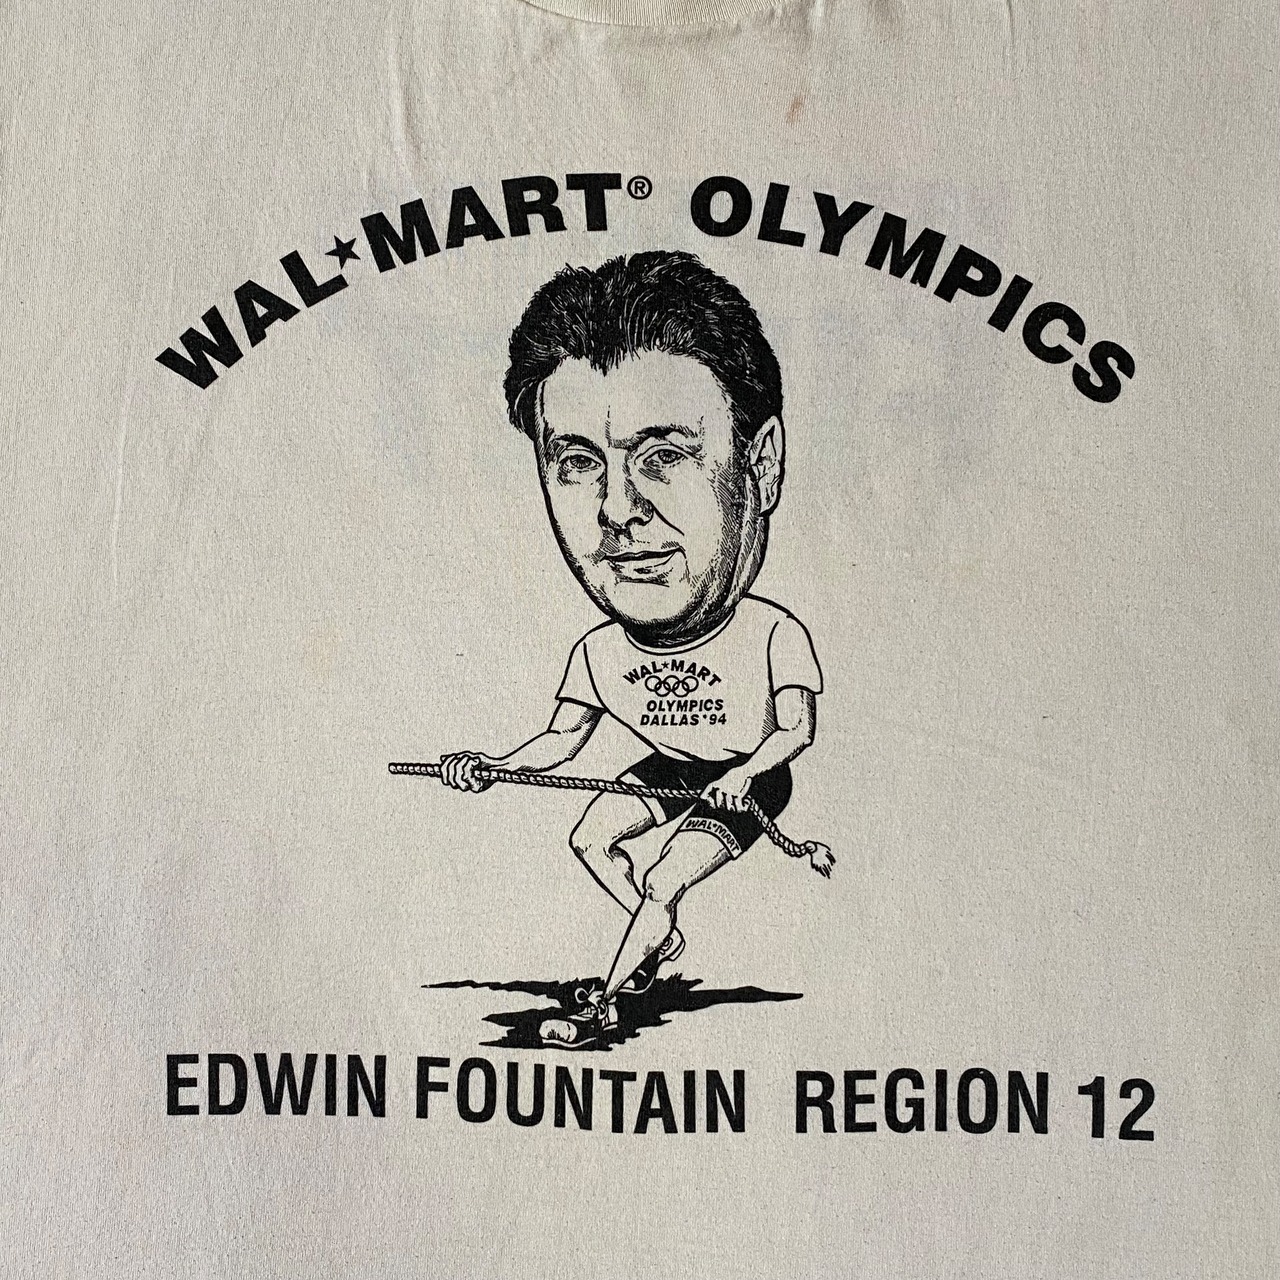 WAL★MART® OLYMPICS
WAL★MART
OLYMPICS
DALLAS '94
WAL★MART
EDWIN FOUNTAIN REGION 12